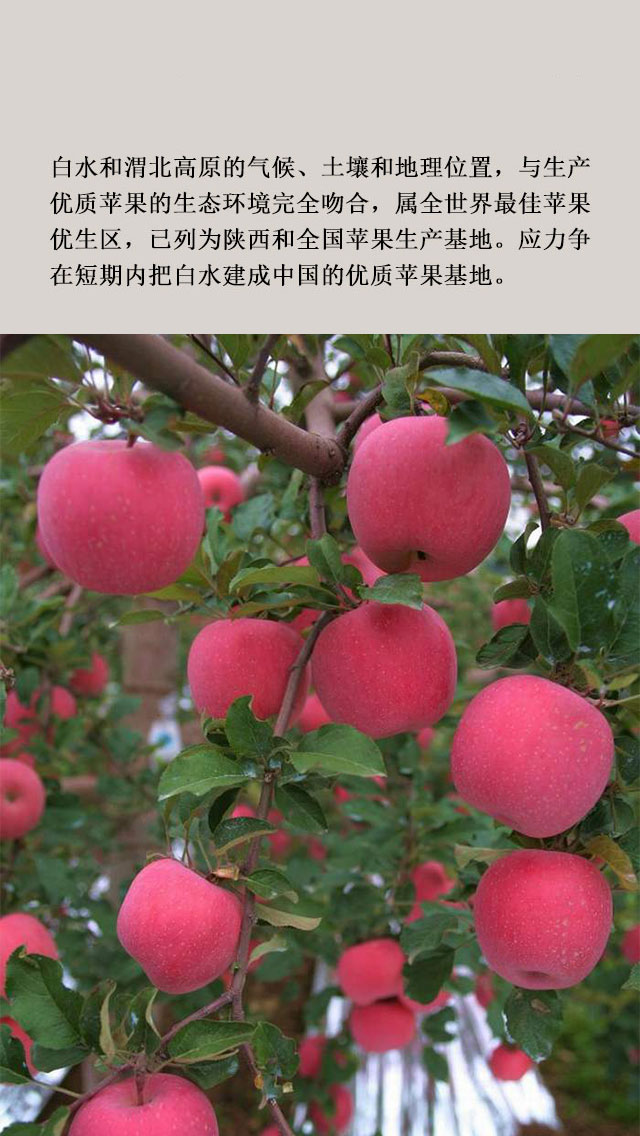 白水和渭北高原的气候、土壤和地理位置，与生产
优质苹果的生态环境完全吻合，属全世界最佳苹果
优生区，已列为陕西和全国苹果生产基地。应力争
在短期内把白水建成中国的优质苹果基地。